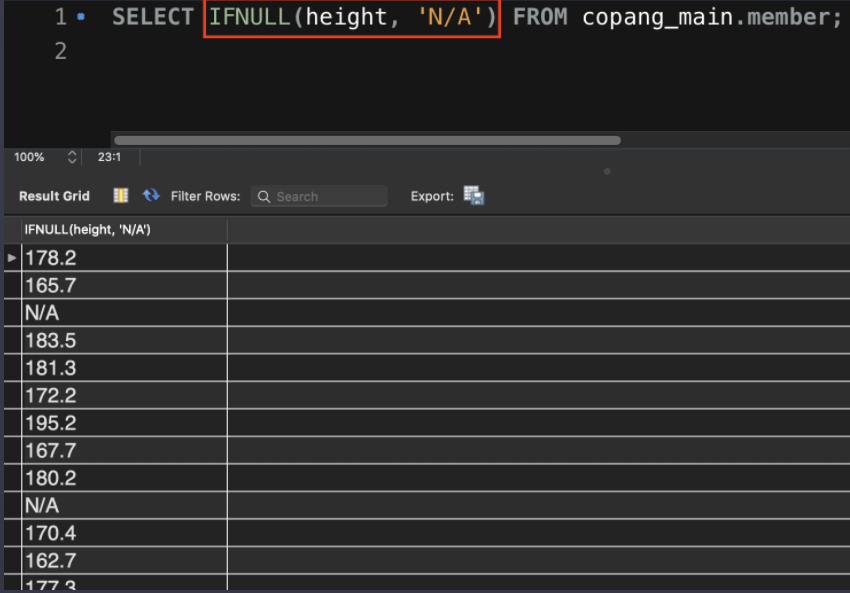 1 SELECT IFNULL(height, 'N/A') FROM copang_main.member;
2
100% 23:1
Result Grid Filter Rows: Search Export:
IFNULL(height, 'N/A')
178.2
165.7
N/A
183.5
181.3
172.2
195.2
167.7
180.2
N/A
170.4
162.7
177.3